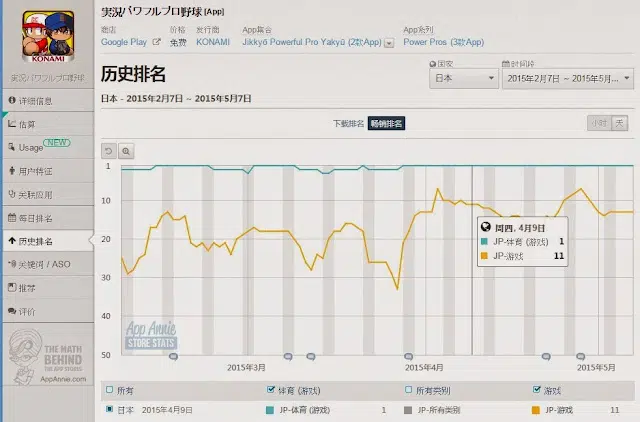 実況パワフルプロ野球 [App]
商店
Google Play
价格
免费
发行商
KONAMI
App集合
Jikkyō Powerful Pro Yakyū (2款App)
App系列
Power Pros (3款App)
KONAMI
実況パワフルプロ野球
历史排名
国家
日本
时间段
2015年2月7日 ~ 2015年5月...
日本 - 2015年2月7日 ~ 2015年5月7日
详细信息
估算
Usage NEW
用户特征
关联应用
每日排名
历史排名
关键词 / ASO
推荐
评价
下载排名 畅销排名
小时 天
1
10
20
30
40
50
周四, 4月9日
JP-体育 (游戏) 1
JP-游戏 11
App Annie
STORE STATS
2015年3月
2015年4月
2015年5月
THE MATH
BEHIND
THE APP STORES
AppAnnie.com
所有
体育 (游戏)
所有类别
游戏
日本 2015年4月9日
JP-体育 (游戏) 1
JP-所有类别
JP-游戏 11